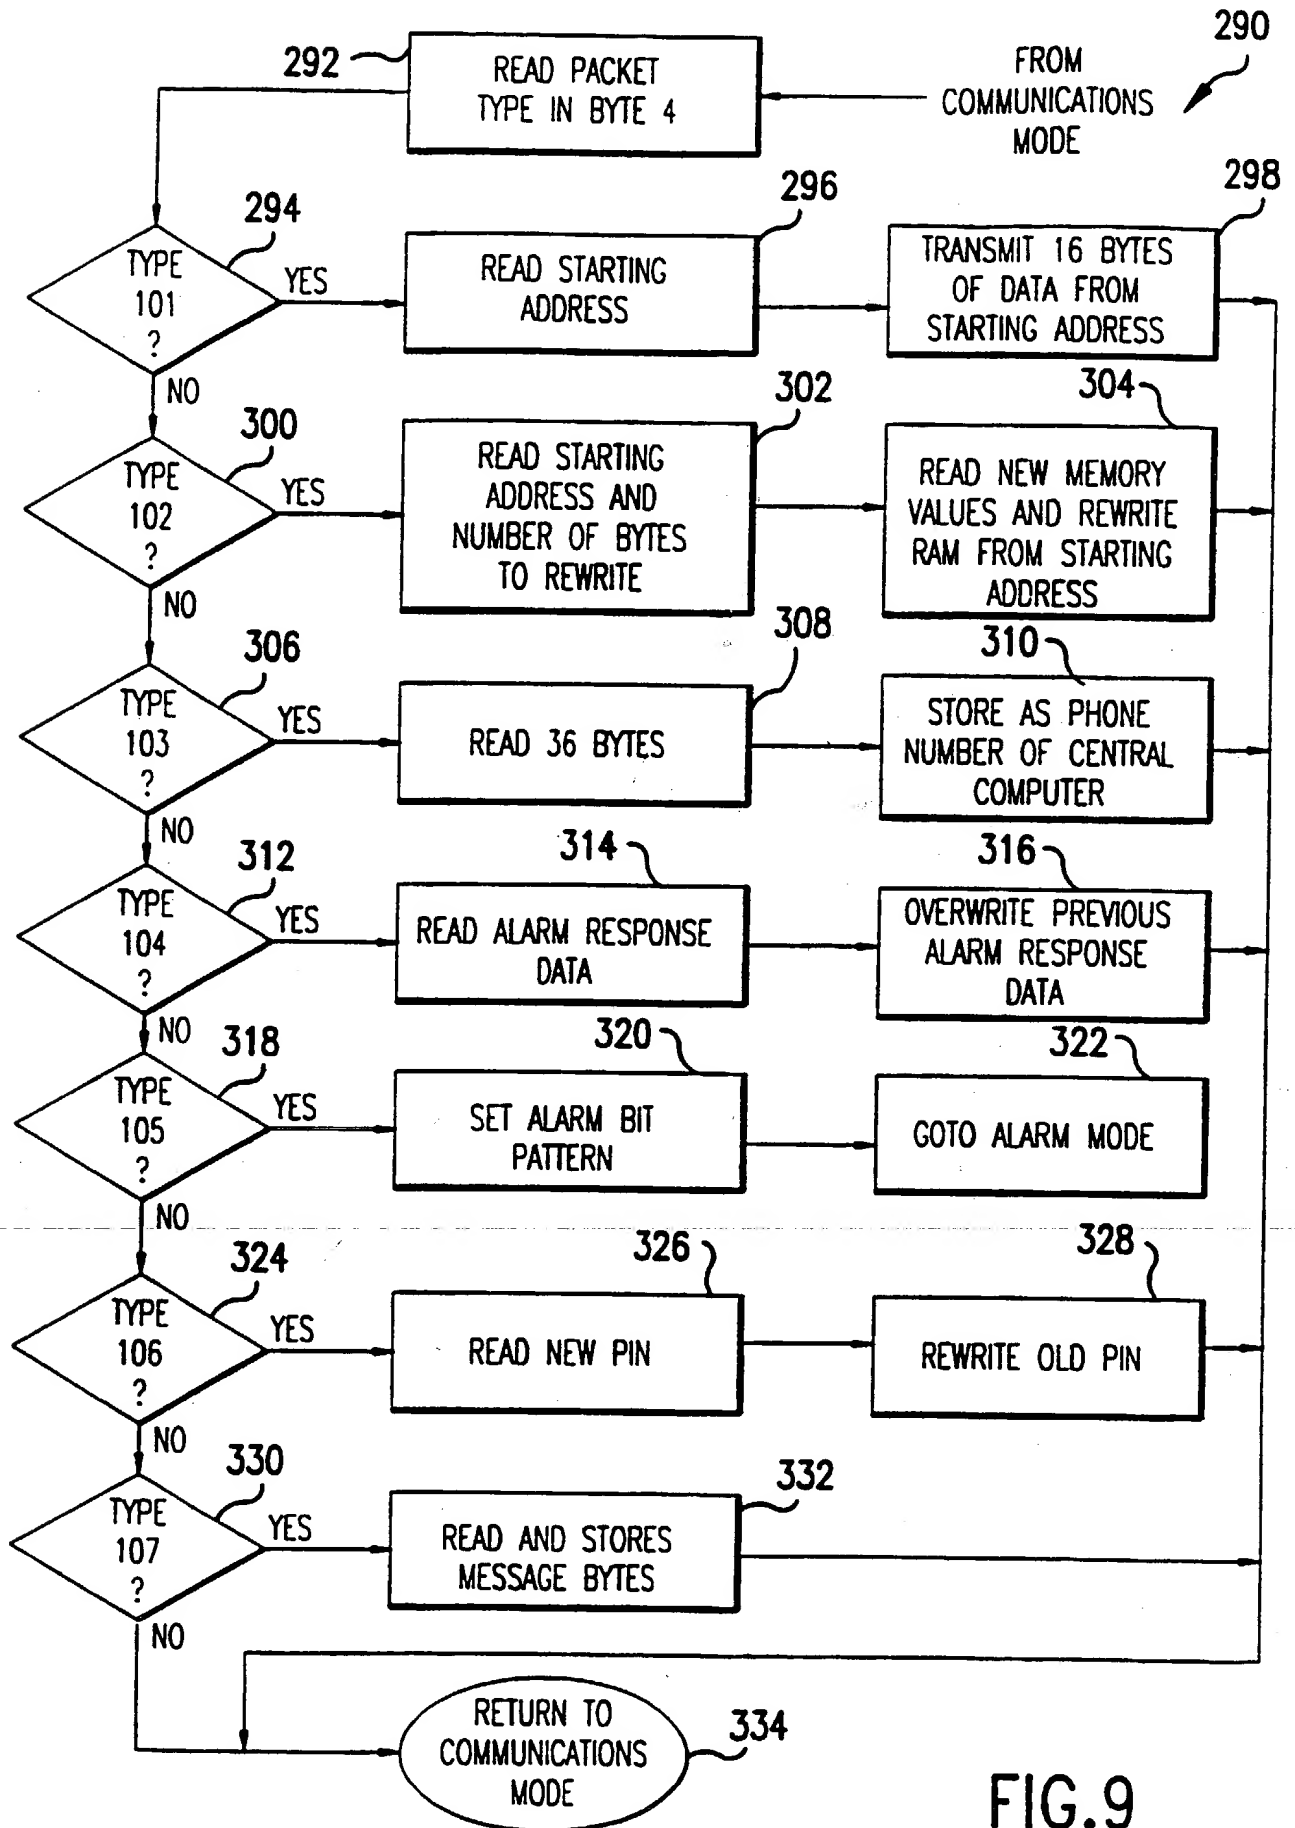 290
292
READ PACKET
TYPE IN BYTE 4
FROM
COMMUNICATIONS
MODE
294
TYPE
101
?
YES
NO
296
READ STARTING
ADDRESS
298
TRANSMIT 16 BYTES
OF DATA FROM
STARTING ADDRESS
300
TYPE
102
?
YES
NO
302
READ STARTING
ADDRESS AND
NUMBER OF BYTES
TO REWRITE
304
READ NEW MEMORY
VALUES AND REWRITE
RAM FROM STARTING
ADDRESS
306
TYPE
103
?
YES
NO
308
READ 36 BYTES
310
STORE AS PHONE
NUMBER OF CENTRAL
COMPUTER
312
TYPE
104
?
YES
NO
314
READ ALARM RESPONSE
DATA
316
OVERWRITE PREVIOUS
ALARM RESPONSE
DATA
318
TYPE
105
?
YES
NO
320
SET ALARM BIT
PATTERN
322
GOTO ALARM MODE
324
TYPE
106
?
YES
NO
326
READ NEW PIN
328
REWRITE OLD PIN
330
TYPE
107
?
YES
NO
332
READ AND STORES
MESSAGE BYTES
RETURN TO
COMMUNICATIONS
MODE
334
FIG.9